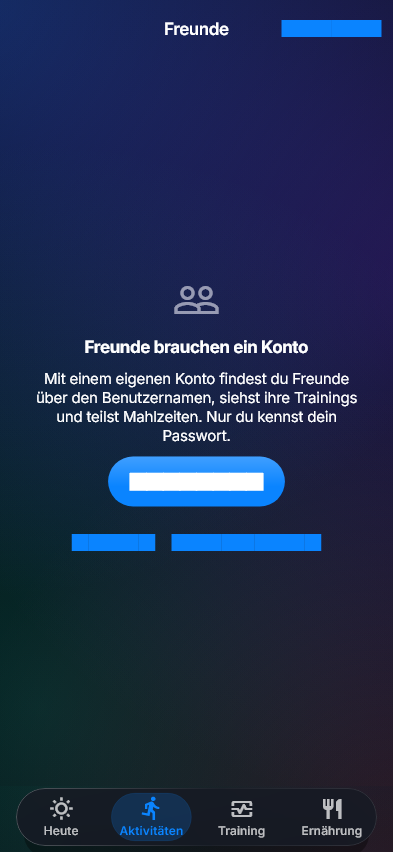 Freunde
Freunde brauchen ein Konto
Mit einem eigenen Konto findest du Freunde
über den Benutzernamen, siehst ihre Trainings
und teilst Mahlzeiten. Nur du kennst dein
Passwort.
Heute
Aktivitäten
Training
Ernährung